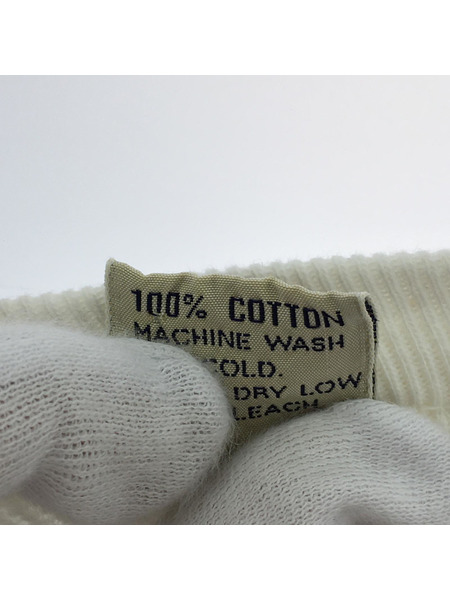 100% COTTON
MACHINE WASH
COLD.
DRY LOW